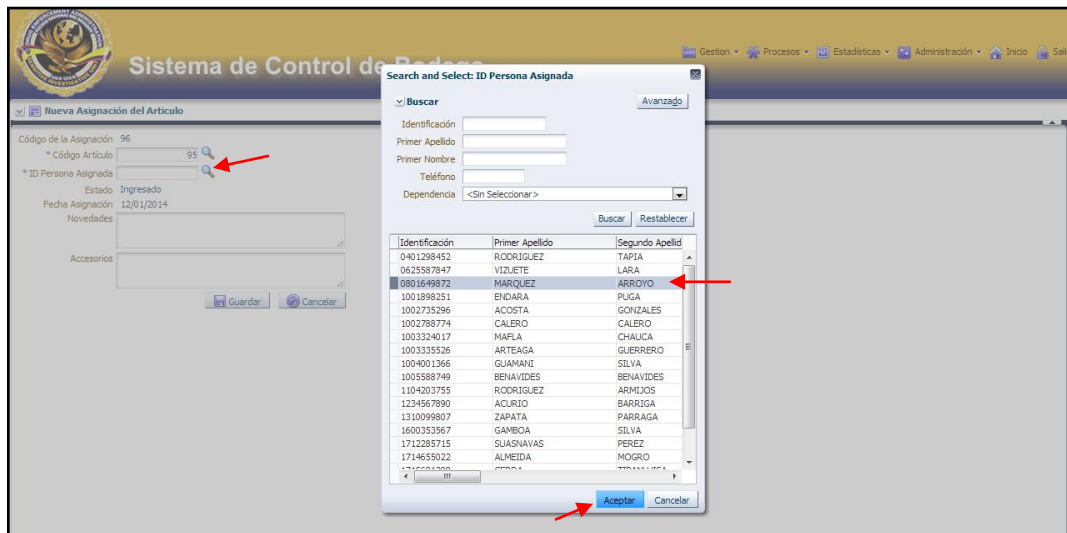 Gestion Procesos Estadísticas Administración Inicio
Sistema de Control de
Search and Select: ID Persona Asignada
Nueva Asignación del Articulo
Código de la Asignación 96
* Código Artículo 95
* ID Persona Asignada
Estado Ingresado
Fecha Asignación 12/01/2014
Novedades
Accesorios
Guardar Cancelar
Buscar Avanzado
Identificación
Primer Apellido
Primer Nombre
Teléfono
Dependencia <Sin Seleccionar>
Buscar Restablecer
Identificación Primer Apellido Segundo Apellid
0401298452 RODRIGUEZ TAPIA
0625587847 VIZUETE LARA
0801649872 MARQUEZ ARROYO
1001898251 ENDARA PUGA
1002735296 ACOSTA GONZALES
1002788774 CALERO CALERO
1003324017 MAFLA CHAUCA
1003335526 ARTEAGA GUERRERO
1004001366 GUAMANI SILVA
1005588749 BENAVIDES BENAVIDES
1104203755 RODRIGUEZ ARMIJOS
1234567890 ACURIO BARRIGA
1310099807 ZAPATA PARRAGA
1600353567 GAMBOA SILVA
1712285715 SUASNAVAS PEREZ
1714655022 ALMEIDA MOGRO
Aceptar Cancelar